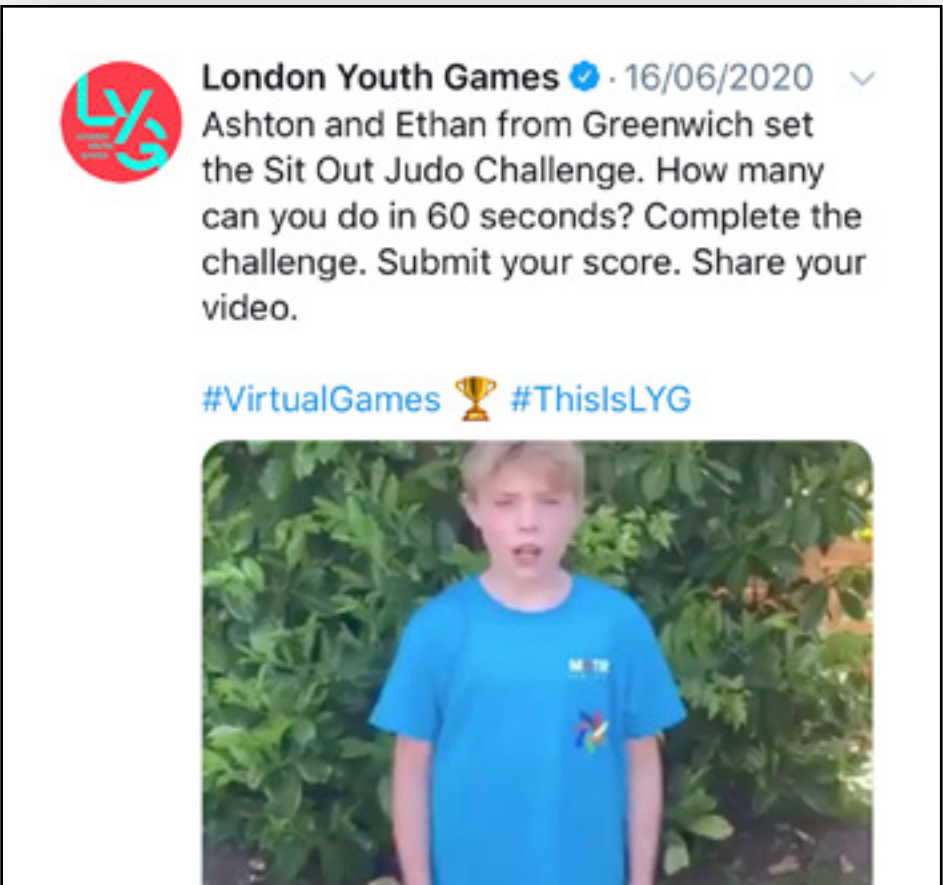 London Youth Games · 16/06/2020
Ashton and Ethan from Greenwich set
the Sit Out Judo Challenge. How many
can you do in 60 seconds? Complete the
challenge. Submit your score. Share your
video.
#VirtualGames 🏆 #ThisIsLYG
LYG